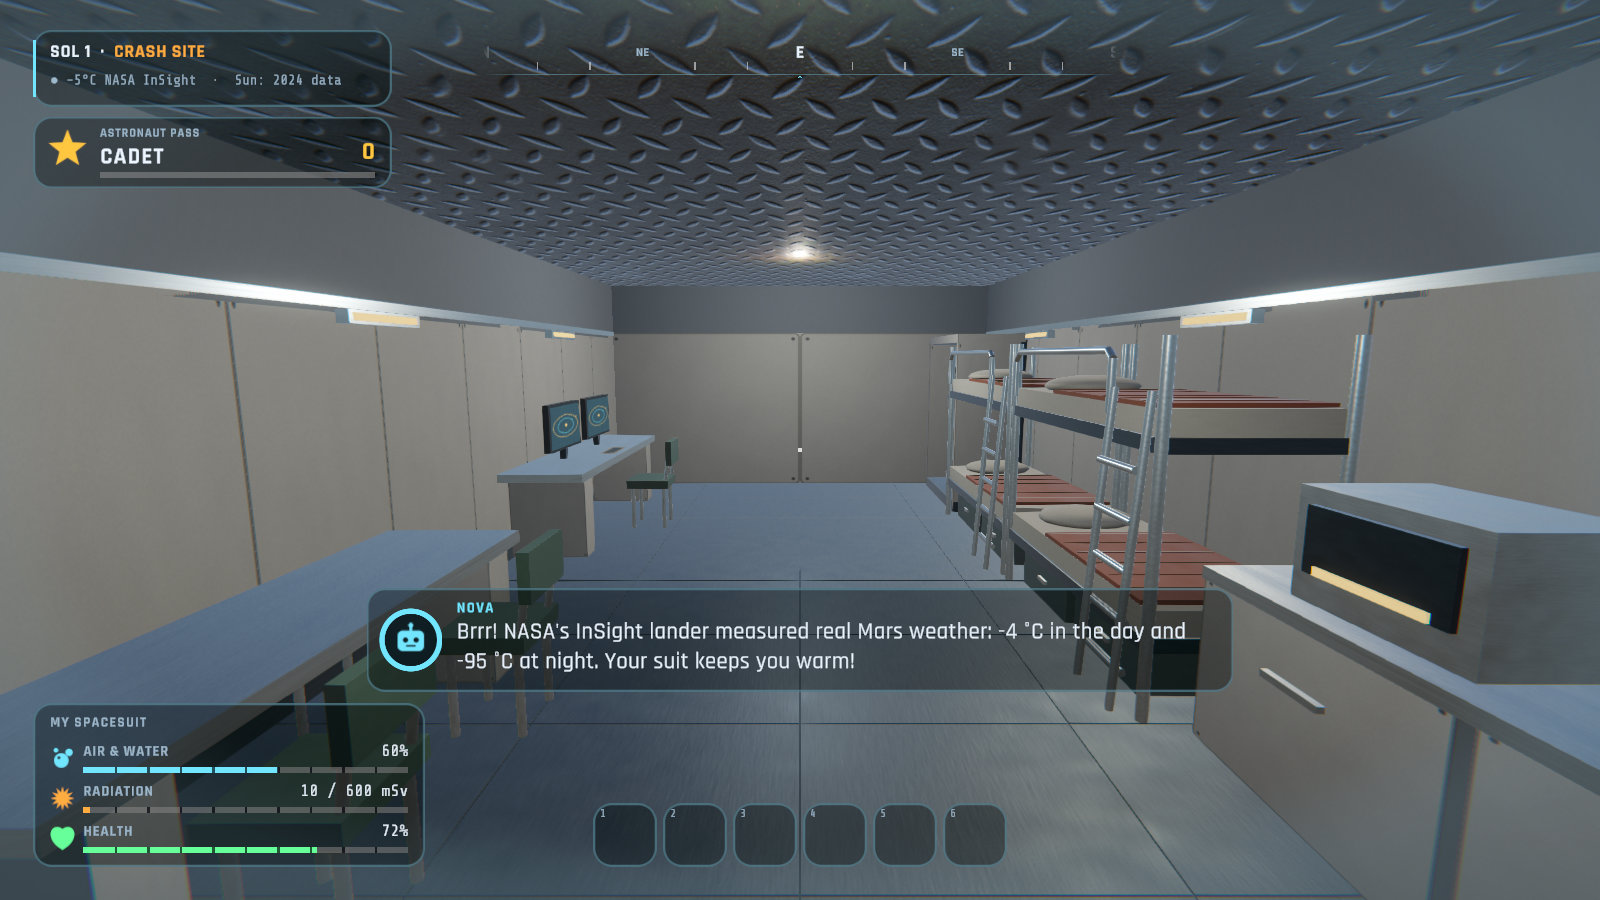 SOL 1 · CRASH SITE
-5°C NASA InSight · Sun: 2024 data
ASTRONAUT PASS
CADET 0
NE E SE S
NOVA
Brrr! NASA's InSight lander measured real Mars weather: -4 °C in the day and
-95 °C at night. Your suit keeps you warm!
MY SPACESUIT
AIR & WATER 60%
RADIATION 10 / 600 mSv
HEALTH 72%
1 2 3 4 5 6